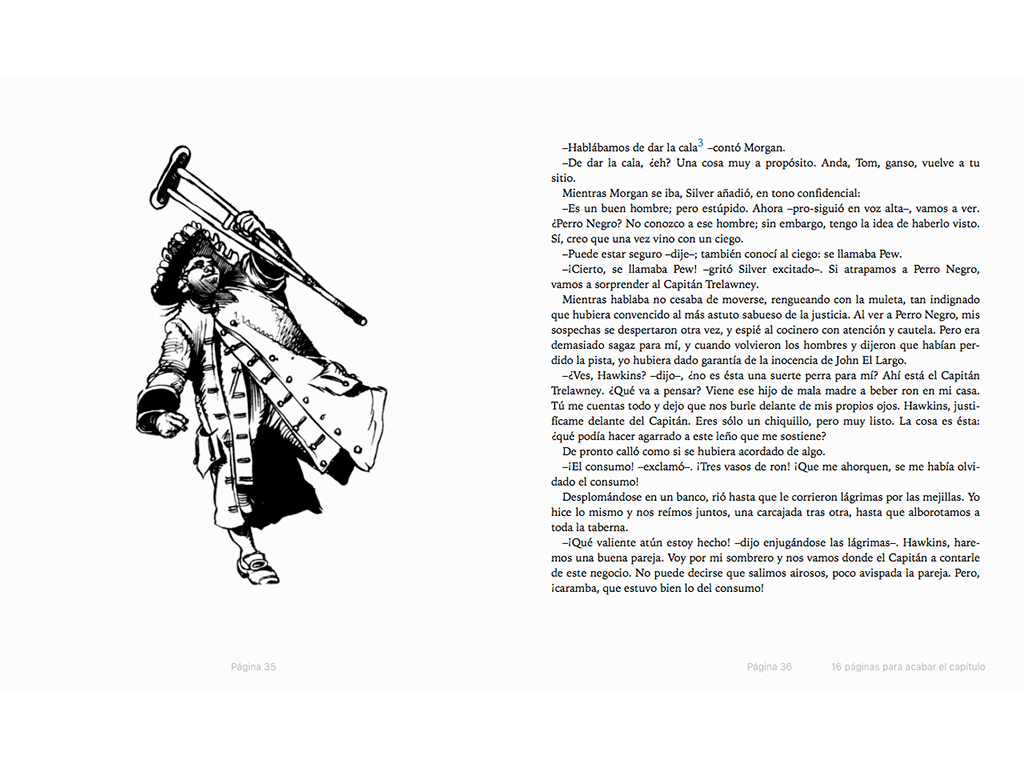 –Hablábamos de dar la cala3 –contó Morgan.
–De dar la cala, ¿eh? Una cosa muy a propósito. Anda, Tom, ganso, vuelve a tu
sitio.
Mientras Morgan se iba, Silver añadió, en tono confidencial:
–Es un buen hombre; pero estúpido. Ahora –pro-siguió en voz alta–, vamos a ver.
¿Perro Negro? No conozco a ese hombre; sin embargo, tengo la idea de haberlo visto.
Sí, creo que una vez vino con un ciego.
–Puede estar seguro –dije–; también conocí al ciego: se llamaba Pew.
–¡Cierto, se llamaba Pew! –gritó Silver excitado–. Si atrapamos a Perro Negro,
vamos a sorprender al Capitán Trelawney.
Mientras hablaba no cesaba de moverse, rengueando con la muleta, tan indignado
que hubiera convencido al más astuto sabueso de la justicia. Al ver a Perro Negro, mis
sospechas se despertaron otra vez, y espié al cocinero con atención y cautela. Pero era
demasiado sagaz para mí, y cuando volvieron los hombres y dijeron que habían per-
dido la pista, yo hubiera dado garantía de la inocencia de John El Largo.
–¿Ves, Hawkins? –dijo–, ¿no es ésta una suerte perra para mí? Ahí está el Capitán
Trelawney. ¿Qué va a pensar? Viene ese hijo de mala madre a beber ron en mi casa.
Tú me cuentas todo y dejo que nos burle delante de mis propios ojos. Hawkins, justi-
fícame delante del Capitán. Eres sólo un chiquillo, pero muy listo. La cosa es ésta:
¿qué podía hacer agarrado a este leño que me sostiene?
De pronto calló como si se hubiera acordado de algo.
–¡El consumo! –exclamó–. ¡Tres vasos de ron! ¡Que me ahorquen, se me había olvi-
dado el consumo!
Desplomándose en un banco, rió hasta que le corrieron lágrimas por las mejillas. Yo
hice lo mismo y nos reímos juntos, una carcajada tras otra, hasta que alborotamos a
toda la taberna.
–¡Qué valiente atún estoy hecho! –dijo enjugándose las lágrimas–. Hawkins, hare-
mos una buena pareja. Voy por mi sombrero y nos vamos donde el Capitán a contarle
de este negocio. No puede decirse que salimos airosos, poco avispada la pareja. Pero,
¡caramba, que estuvo bien lo del consumo!
Página 35
Página 36
16 páginas para acabar el capítulo